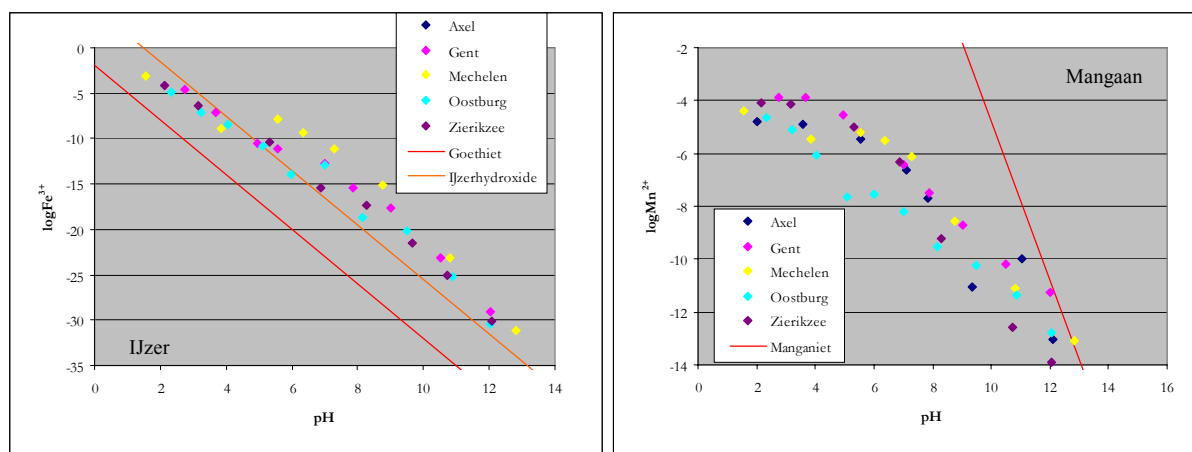 Axel
Gent
Mechelen
Oostburg
Zierikzee
Goethiet
IJzerhydroxide
0
-5
-10
-15
-20
-25
-30
-35
logFe³⁺
IJzer
0 2 4 6 8 10 12 14
pH
Mangaan
-2
-4
-6
-8
-10
-12
-14
logMn²⁺
Axel
Gent
Mechelen
Oostburg
Zierikzee
Manganiet
0 2 4 6 8 10 12 14 16
pH